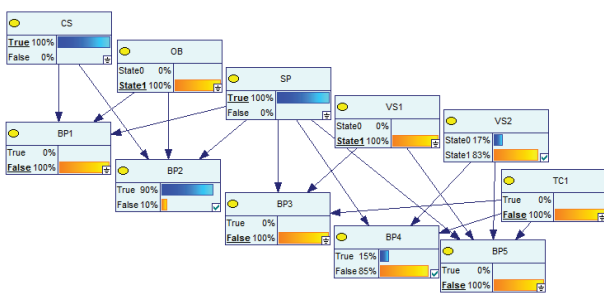 CS
True 100%
False 0%
OB
State0 0%
State1 100%
SP
True 100%
False 0%
VS1
State0 0%
State1 100%
VS2
State0 17%
State1 83%
BP1
True 0%
False 100%
BP2
True 90%
False 10%
BP3
True 0%
False 100%
TC1
True 0%
False 100%
BP4
True 15%
False 85%
BP5
True 0%
False 100%